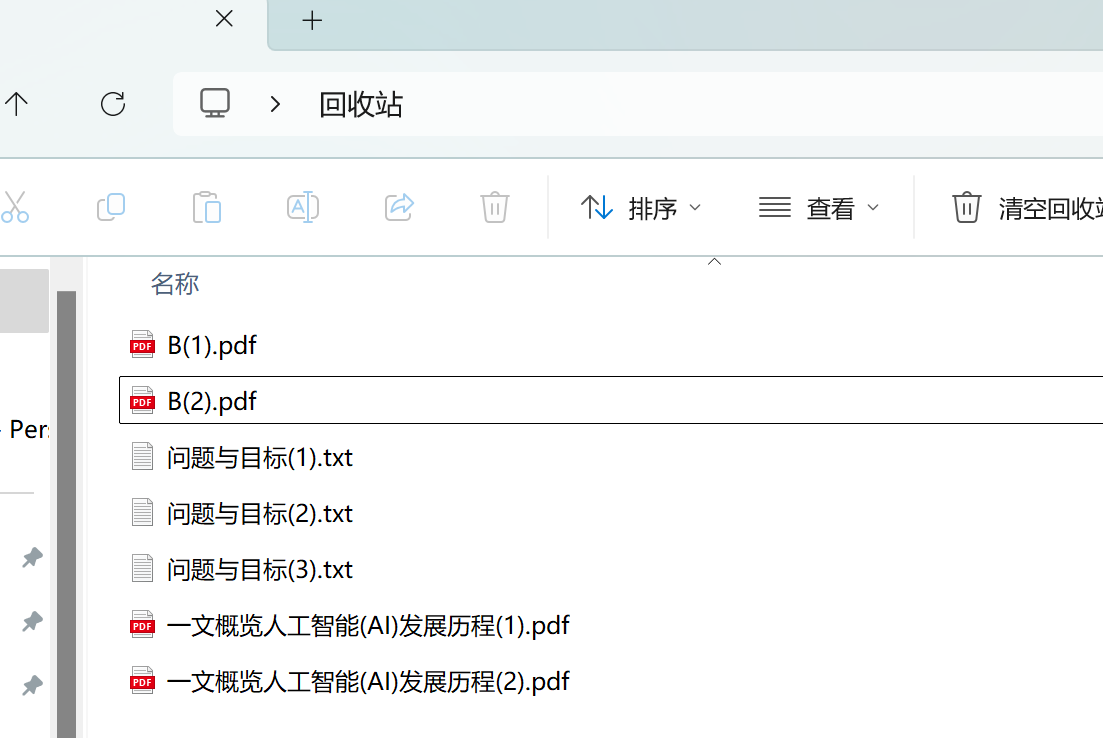 回收站
排序
查看
清空回收站
名称
B(1).pdf
B(2).pdf
Pers
问题与目标(1).txt
问题与目标(2).txt
问题与目标(3).txt
一文概览人工智能(AI)发展历程(1).pdf
一文概览人工智能(AI)发展历程(2).pdf